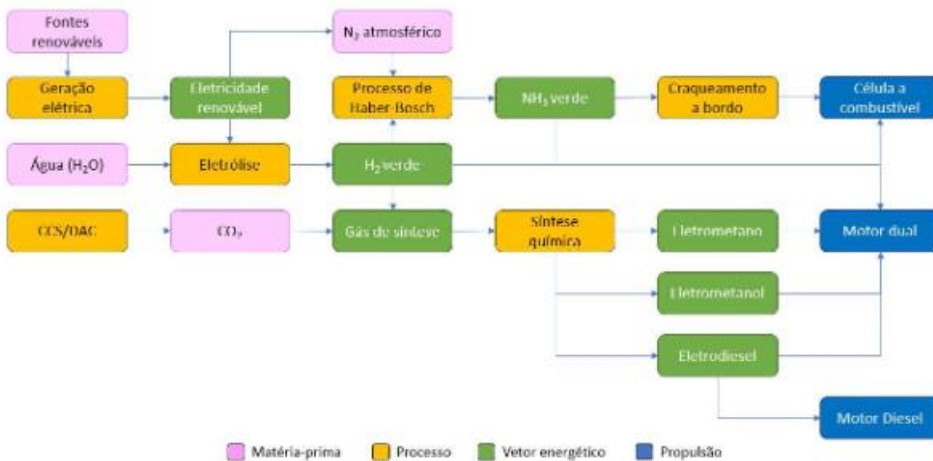 Fontes
renováveis
N₂ atmosférico
Geração
elétrica
Eletricidade
renovável
Processo de
Haber-Bosch
NH₃ verde
Craqueamento
a bordo
Célula a
combustível
Água (H₂O)
Eletrólise
H₂ verde
CCS/DAC
CO₂
Gás de síntese
Síntese
química
Eletrometano
Motor dual
Eletrometanol
Eletrodiesel
Motor Diesel
Matéria-prima
Processo
Vetor energético
Propulsão